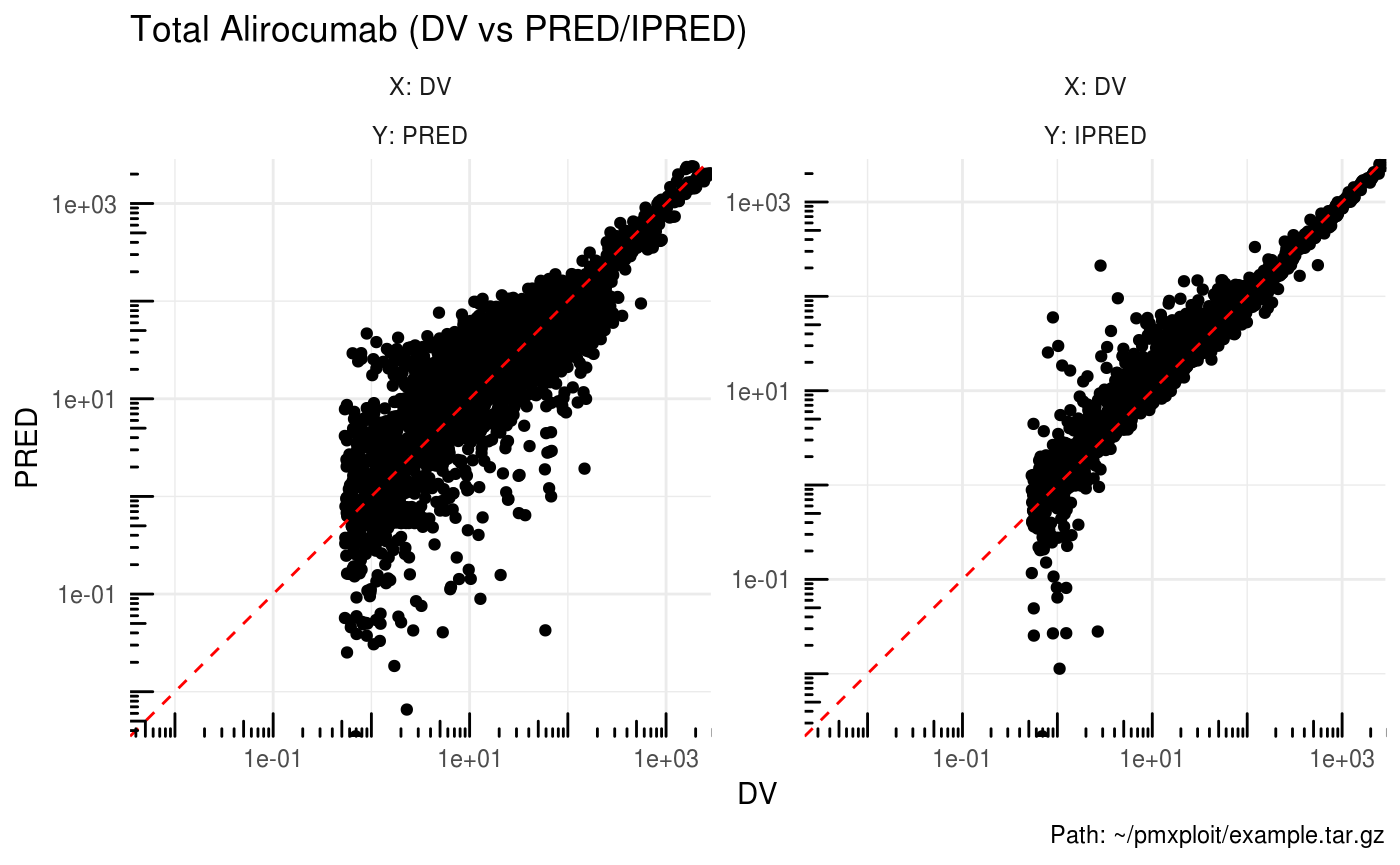 Total Alirocumab (DV vs PRED/IPRED)
X: DV
Y: PRED
X: DV
Y: IPRED
PRED
1e+03
1e+01
1e-01
1e+03
1e+01
1e-01
1e-01
1e+01
1e+03
1e-01
1e+01
1e+03
DV
Path: ~/pmxploit/example.tar.gz